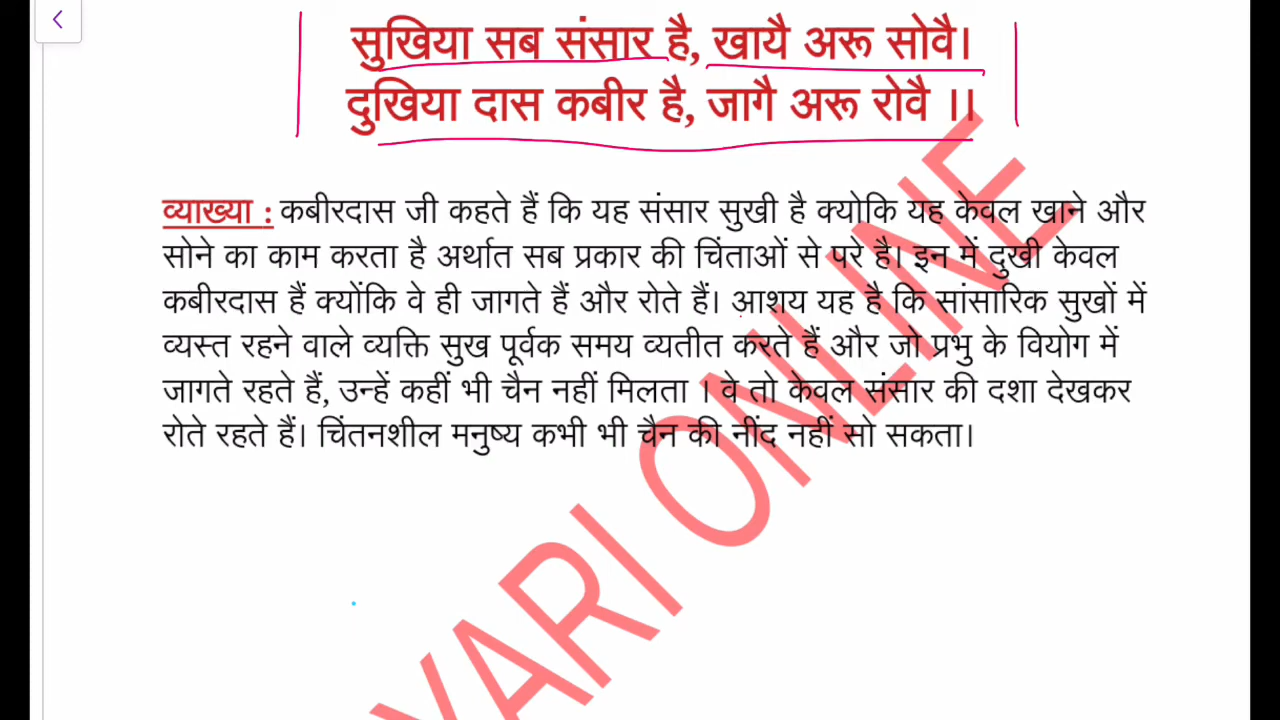 सुखिया सब संसार है, खायै अरू सोवै।
दुखिया दास कबीर है, जागै अरू रोवै ।।
व्याख्या : कबीरदास जी कहते हैं कि यह संसार सुखी है क्योकि यह केवल खाने और
सोने का काम करता है अर्थात सब प्रकार की चिंताओं से परे है। इन में दुखी केवल
कबीरदास हैं क्योंकि वे ही जागते हैं और रोते हैं। आशय यह है कि सांसारिक सुखों में
व्यस्त रहने वाले व्यक्ति सुख पूर्वक समय व्यतीत करते हैं और जो प्रभु के वियोग में
जागते रहते हैं, उन्हें कहीं भी चैन नहीं मिलता । वे तो केवल संसार की दशा देखकर
रोते रहते हैं। चिंतनशील मनुष्य कभी भी चैन की नींद नहीं सो सकता।
YARI ONLINE